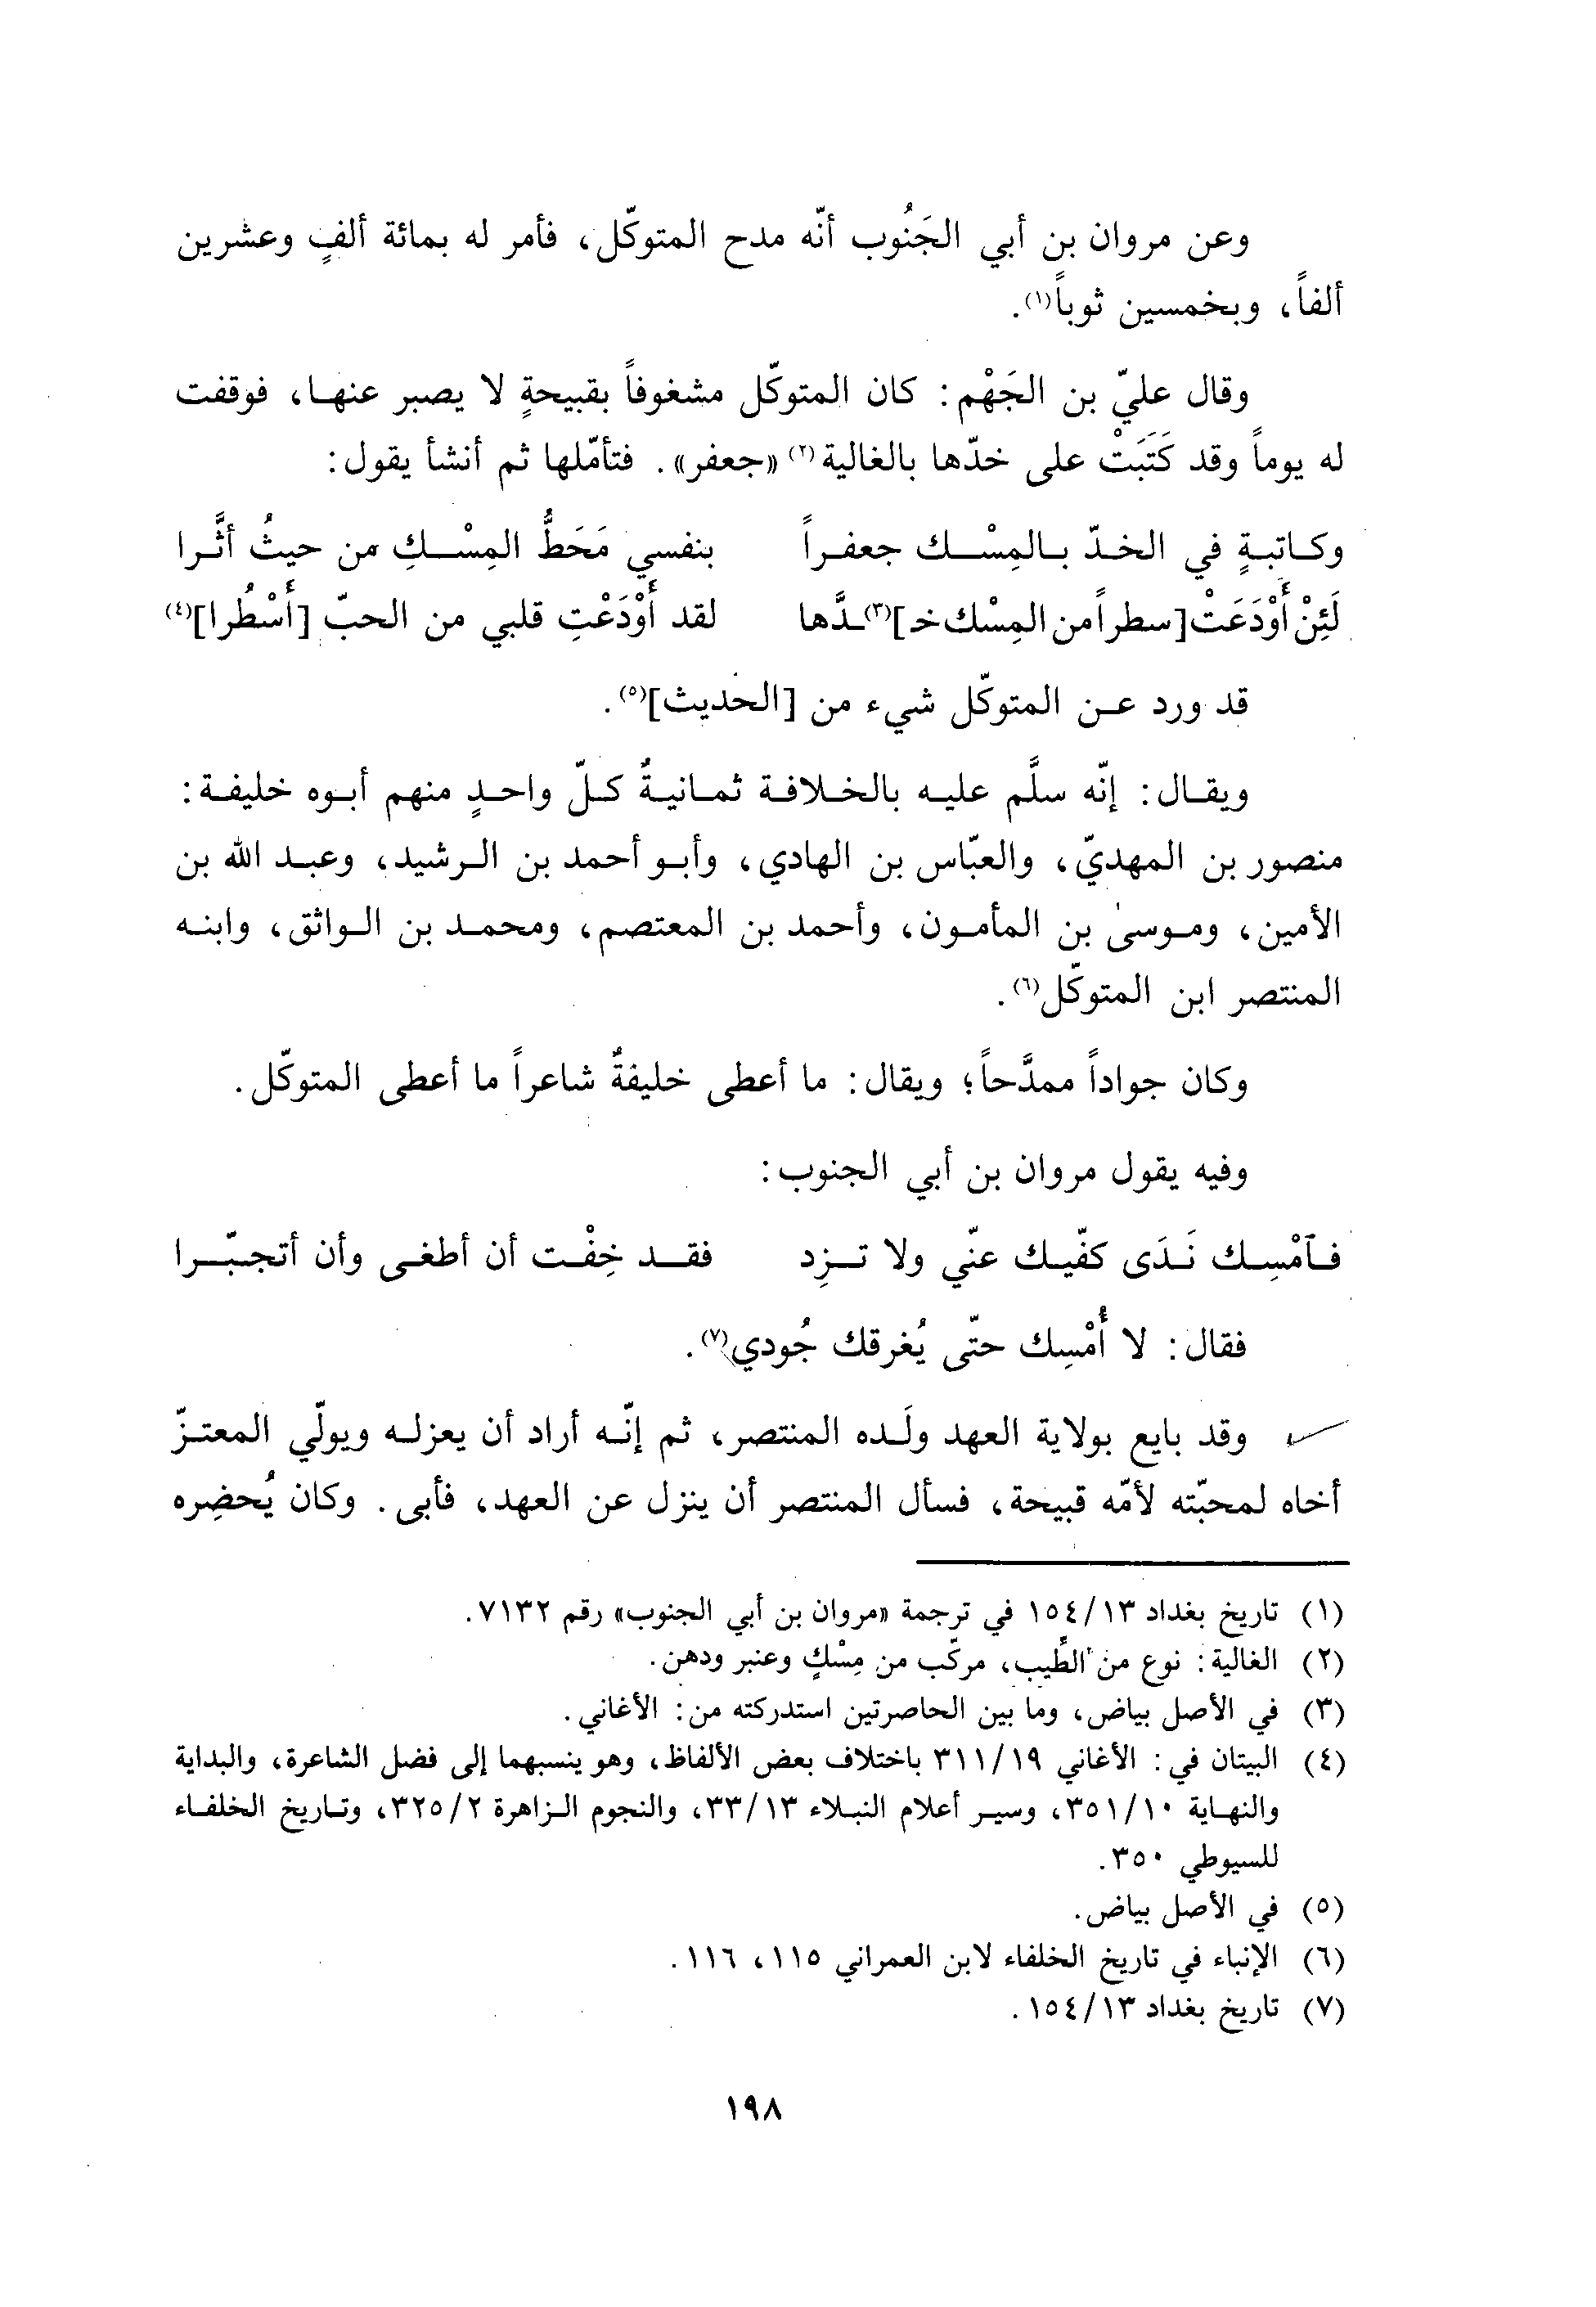 وعن مروان بن أبي الجَنُوب أنّه مدح المتوكّل، فأمر له بمائة ألفٍ وعشرين
ألفاً، وبخمسين ثوباً(١).
وقال عليّ بن الجَهْم: كان المتوكّل مشغوفاً بقبيحةٍ لا يصبر عنها، فوقفت
له يوماً وقد كَتَبَتْ على خدّها بالغالية(٢) «جعفر». فتأمّلها ثم أنشأ يقول:
وكاتبةٍ في الخدّ بالمِسْك جعفراً بنفسي مَحَطُّ المِسْكِ من حيثُ أثَّرا
لَئِنْ أَوْدَعَتْ [سطراً من المِسْك خـ](٣)ـدَّها لقد أَوْدَعْتِ قلبي من الحبّ [أَسْطُرا](٤)
قد ورد عن المتوكّل شيء من [الحديث](٥).
ويقال: إنّه سلَّم عليه بالخلافة ثمانيةٌ كلّ واحدٍ منهم أبوه خليفة:
منصور بن المهديّ، والعبّاس بن الهادي، وأبو أحمد بن الرشيد، وعبد الله بن
الأمين، وموسىٰ بن المأمون، وأحمد بن المعتصم، ومحمد بن الواثق، وابنه
المنتصر ابن المتوكّل(٦).
وكان جواداً ممدَّحاً؛ ويقال: ما أعطى خليفةٌ شاعراً ما أعطى المتوكّل.
وفيه يقول مروان بن أبي الجنوب:
فآمْسِك نَدَى كفّيك عنّي ولا تزِد فقد خِفْت أن أطغى وأن أتجبّرا
فقال: لا أُمْسِك حتّى يُغرقك جُودي(٧).
وقد بايع بولاية العهد ولَده المنتصر، ثم إنّه أراد أن يعزله ويولّي المعتزّ
أخاه لمحبّته لأمّه قبيحة، فسأل المنتصر أن ينزل عن العهد، فأبى. وكان يُحضِره
(١) تاريخ بغداد ١٣/١٥٤ في ترجمة «مروان بن أبي الجنوب» رقم ٧١٣٢.
(٢) الغالية: نوع من الطِّيب، مركّب من مِسْكٍ وعنبر ودهن.
(٣) في الأصل بياض، وما بين الحاصرتين استدركته من: الأغاني.
(٤) البيتان في: الأغاني ١٩/٣١١ باختلاف بعض الألفاظ، وهو ينسبهما إلى فضل الشاعرة، والبداية
والنهاية ١٠/٣٥١، وسير أعلام النبلاء ١٣/٣٣، والنجوم الزاهرة ٢/٣٢٥، وتاريخ الخلفاء
للسيوطي ٣٥٠.
(٥) في الأصل بياض.
(٦) الإنباء في تاريخ الخلفاء لابن العمراني ١١٥، ١١٦.
(٧) تاريخ بغداد ١٣/١٥٤.
١٩٨